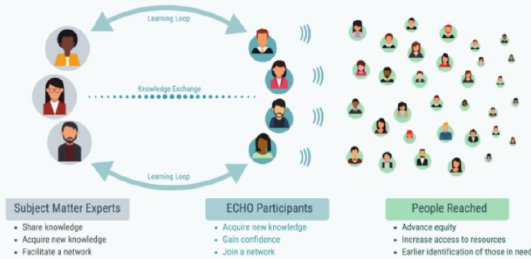 Learning Loop
Knowledge Exchange
Learning Loop
Subject Matter Experts
• Share knowledge
• Acquire new knowledge
• Facilitate a network
ECHO Participants
• Acquire new knowledge
• Gain confidence
• Join a network
People Reached
• Advance equity
• Increase access to resources
• Earlier identification of those in need